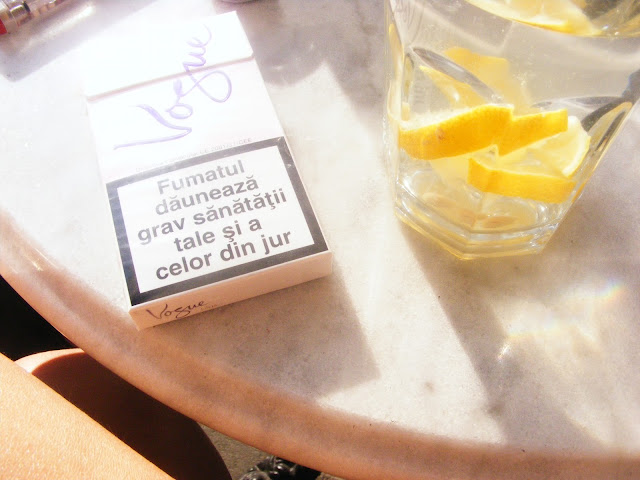 Vogue
Fumatul
dăunează
grav sănătăţii
tale şi a
celor din jur
Vogue